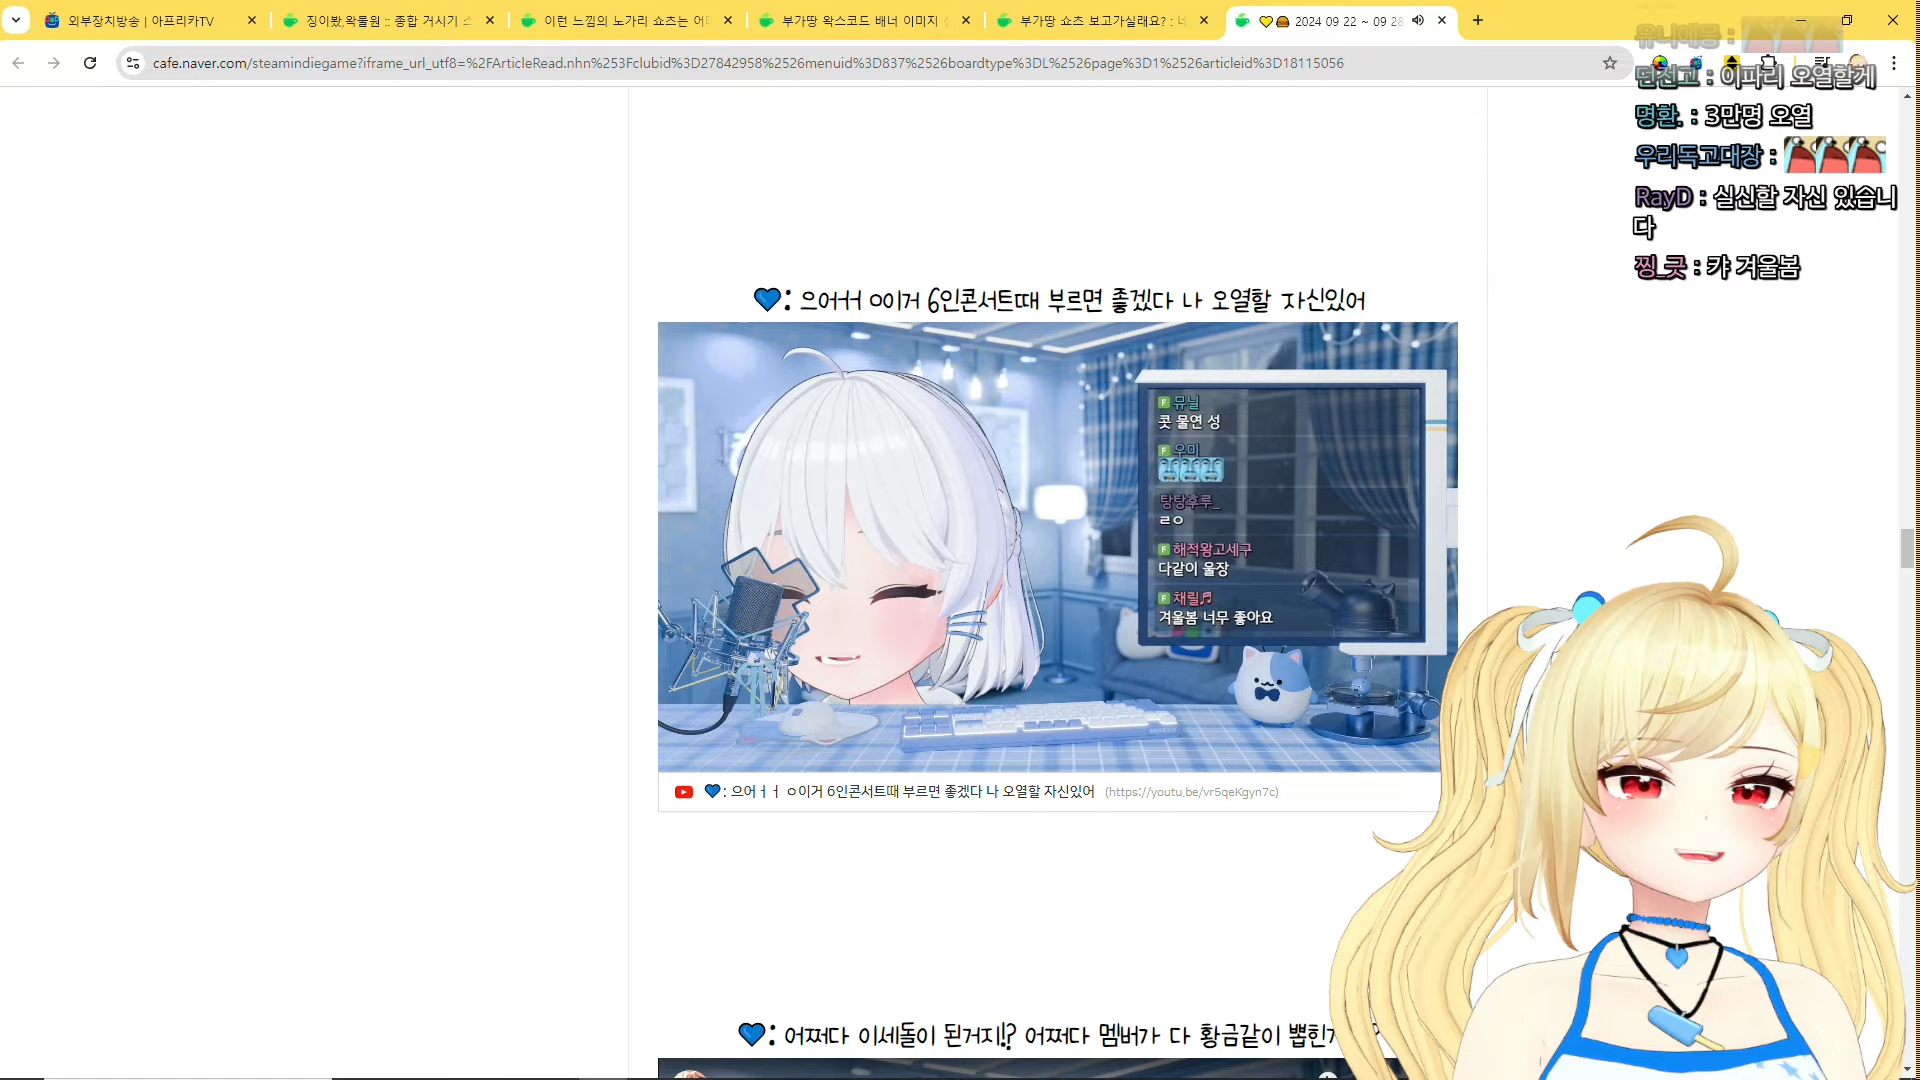 외부장치방송 | 아프리카TV
징이봤,왁물원 :: 종합 거시기 스
이런 느낌의 노가리 쇼츠는 어떠
부가땅 왁스코드 배너 이미지
부가땅 쇼츠 보고가실래요? : 네
2024 09 22 ~ 09 28
cafe.naver.com/steamindiegame?iframe_url_utf8=%2FArticleRead.nhn%253Fclubid%3D27842958%2526menuid%3D837%2526boardtype%3DL%2526page%3D1%2526articleid%3D18115056
딘선고 : 이파리 오열할게
명환. : 3만명 오열
우리독고대장 :
RayD : 실신할 자신 있습니
다
찡_긋 : 캬 겨울봄
💙: 으어ㅓㅓ ㅇ이거 6인콘서트때 부르면 좋겠다 나 오열할 자신있어
뮤널
콧 물연 성
우미
탕탕후루_
ㄹㅇ
해적왕고세구
다같이 울장
채릴♬
겨울봄 너무 좋아요
💙: 으어ㅓㅓ ㅇ이거 6인콘서트때 부르면 좋겠다 나 오열할 자신있어 (https://youtu.be/vr5qeKgyn7c)
💙: 어쩌다 이세돌이 된거지!? 어쩌다 멤버가 다 황금같이 뽑힌